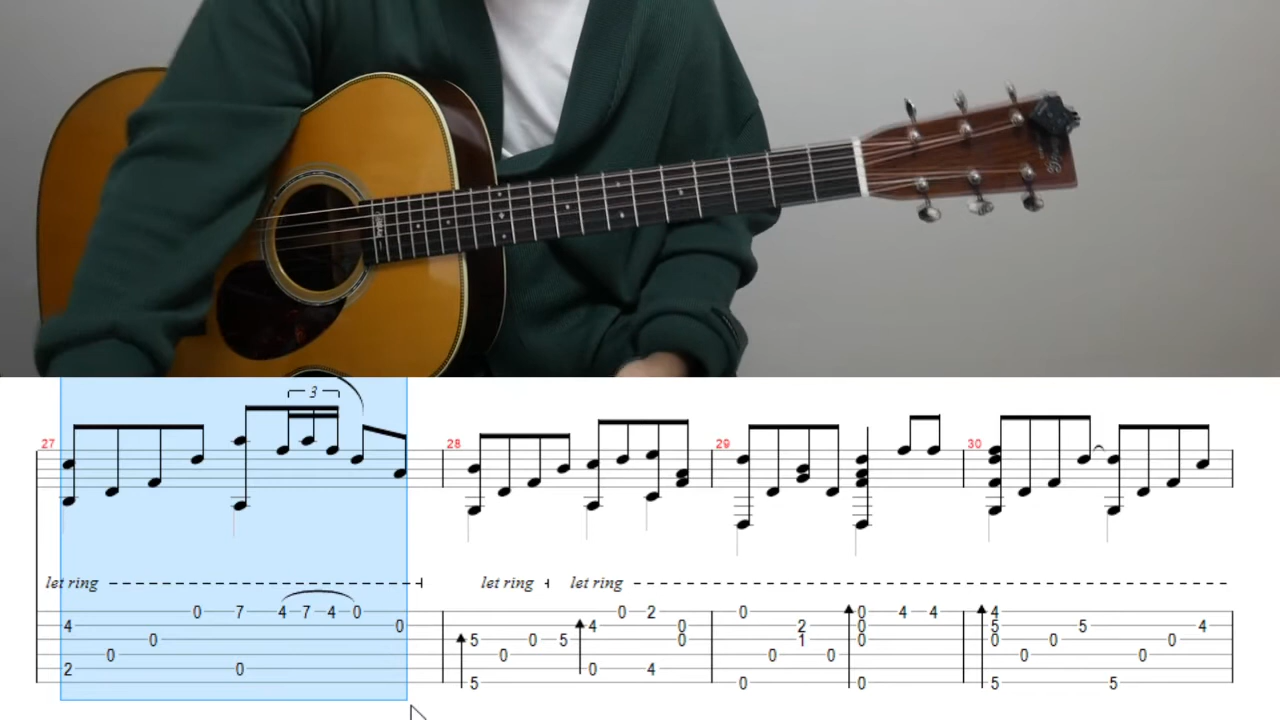 3
27 28 29 30
let ring let ring let ring
0 7 4 7 4 0 0 2 0 0 4 4 4
4 0 4 0 2 0 5 5 4
0 5 0 5 0 1 0 0 0 0
0 0 0 0 0 0
2 0 0 4
5 0 0 5 5